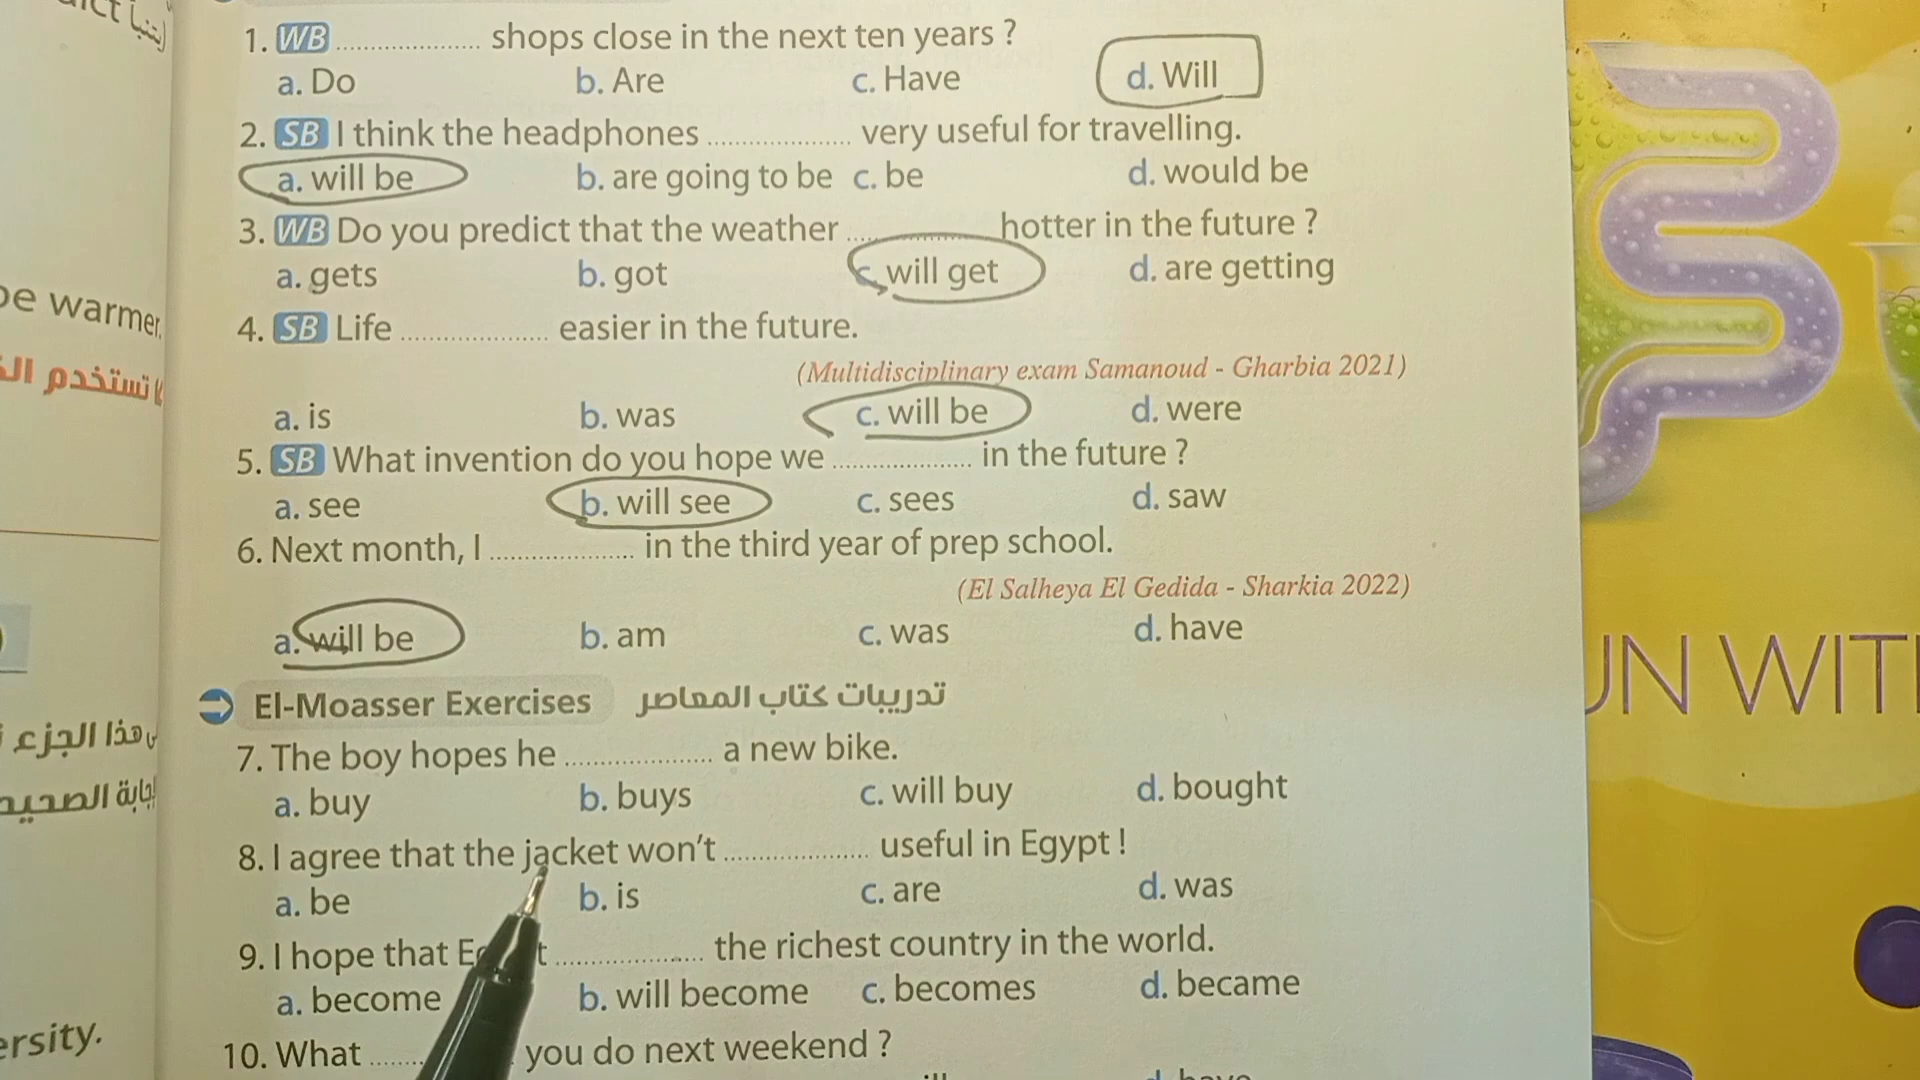 1. WB .................... shops close in the next ten years ?
a. Do b. Are c. Have d. Will
2. SB I think the headphones .................... very useful for travelling.
a. will be b. are going to be c. be d. would be
3. WB Do you predict that the weather .................... hotter in the future ?
a. gets b. got c. will get d. are getting
4. SB Life .................... easier in the future.
(Multidisciplinary exam Samanoud - Gharbia 2021)
a. is b. was c. will be d. were
5. SB What invention do you hope we .................... in the future ?
a. see b. will see c. sees d. saw
6. Next month, I .................... in the third year of prep school.
(El Salheya El Gedida - Sharkia 2022)
a. will be b. am c. was d. have
El-Moasser Exercises تدريبات كتاب المعاصر
7. The boy hopes he .................... a new bike.
a. buy b. buys c. will buy d. bought
8. I agree that the jacket won't .................... useful in Egypt !
a. be b. is c. are d. was
9. I hope that .................... the richest country in the world.
a. become b. will become c. becomes d. became
10. What .................... you do next weekend ?
be warmer.
لا تستخدم
هذا الجزء
WIT